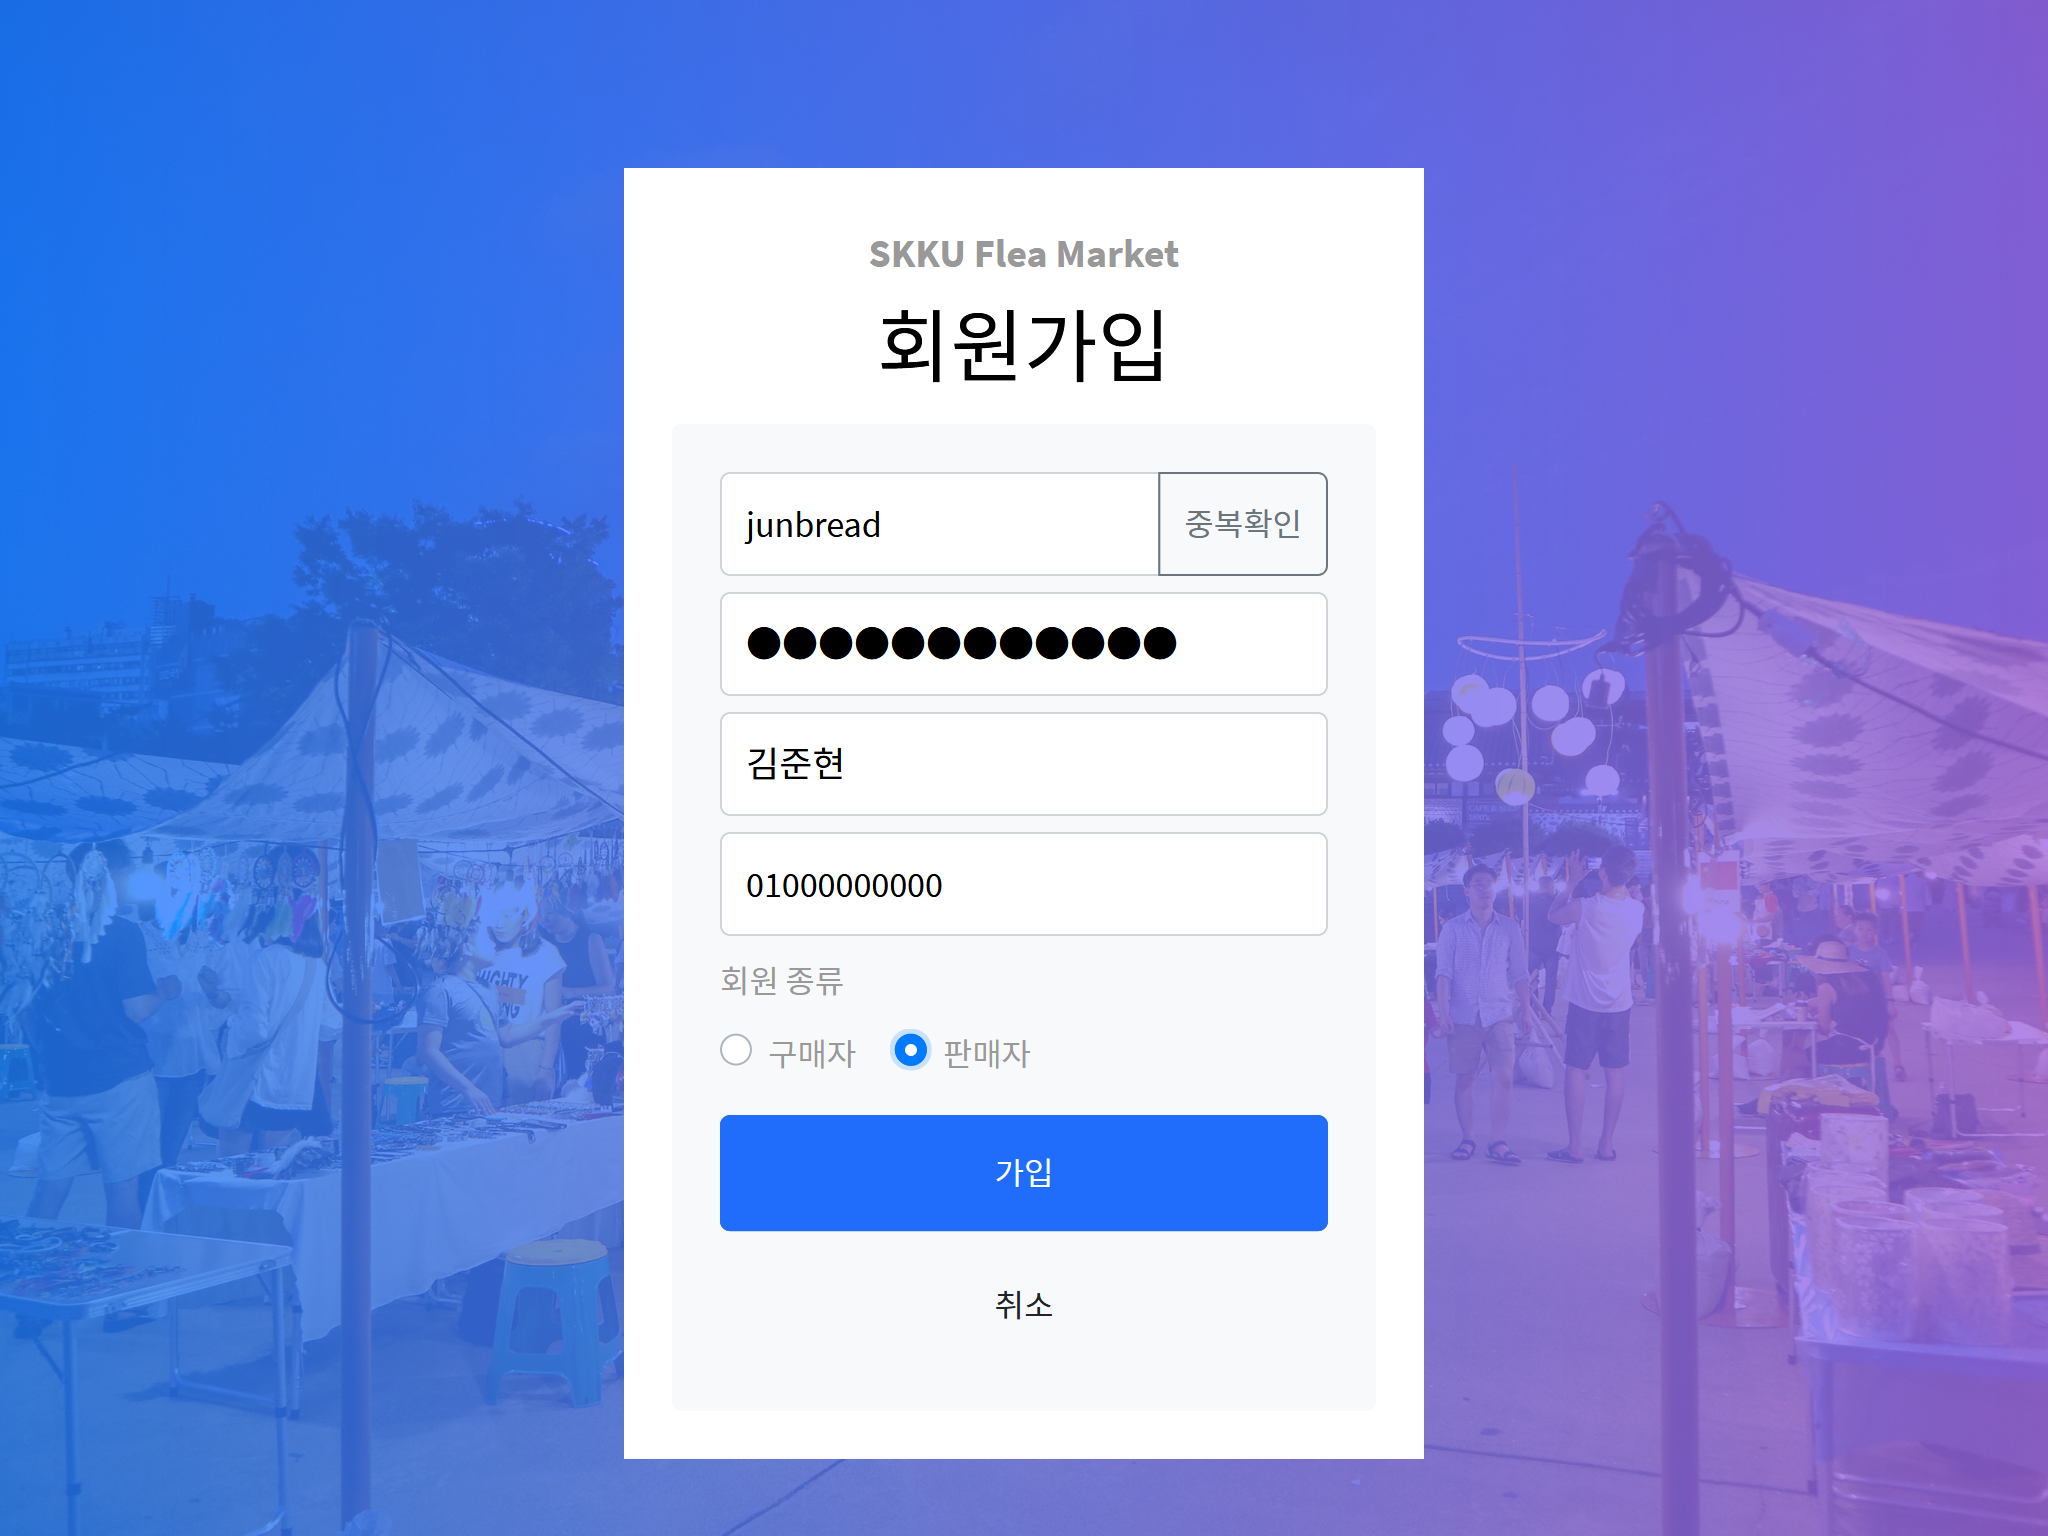 SKKU Flea Market
회원가입
junbread 중복확인
●●●●●●●●●●●●
김준현
01000000000
회원 종류
구매자 판매자
가입
취소